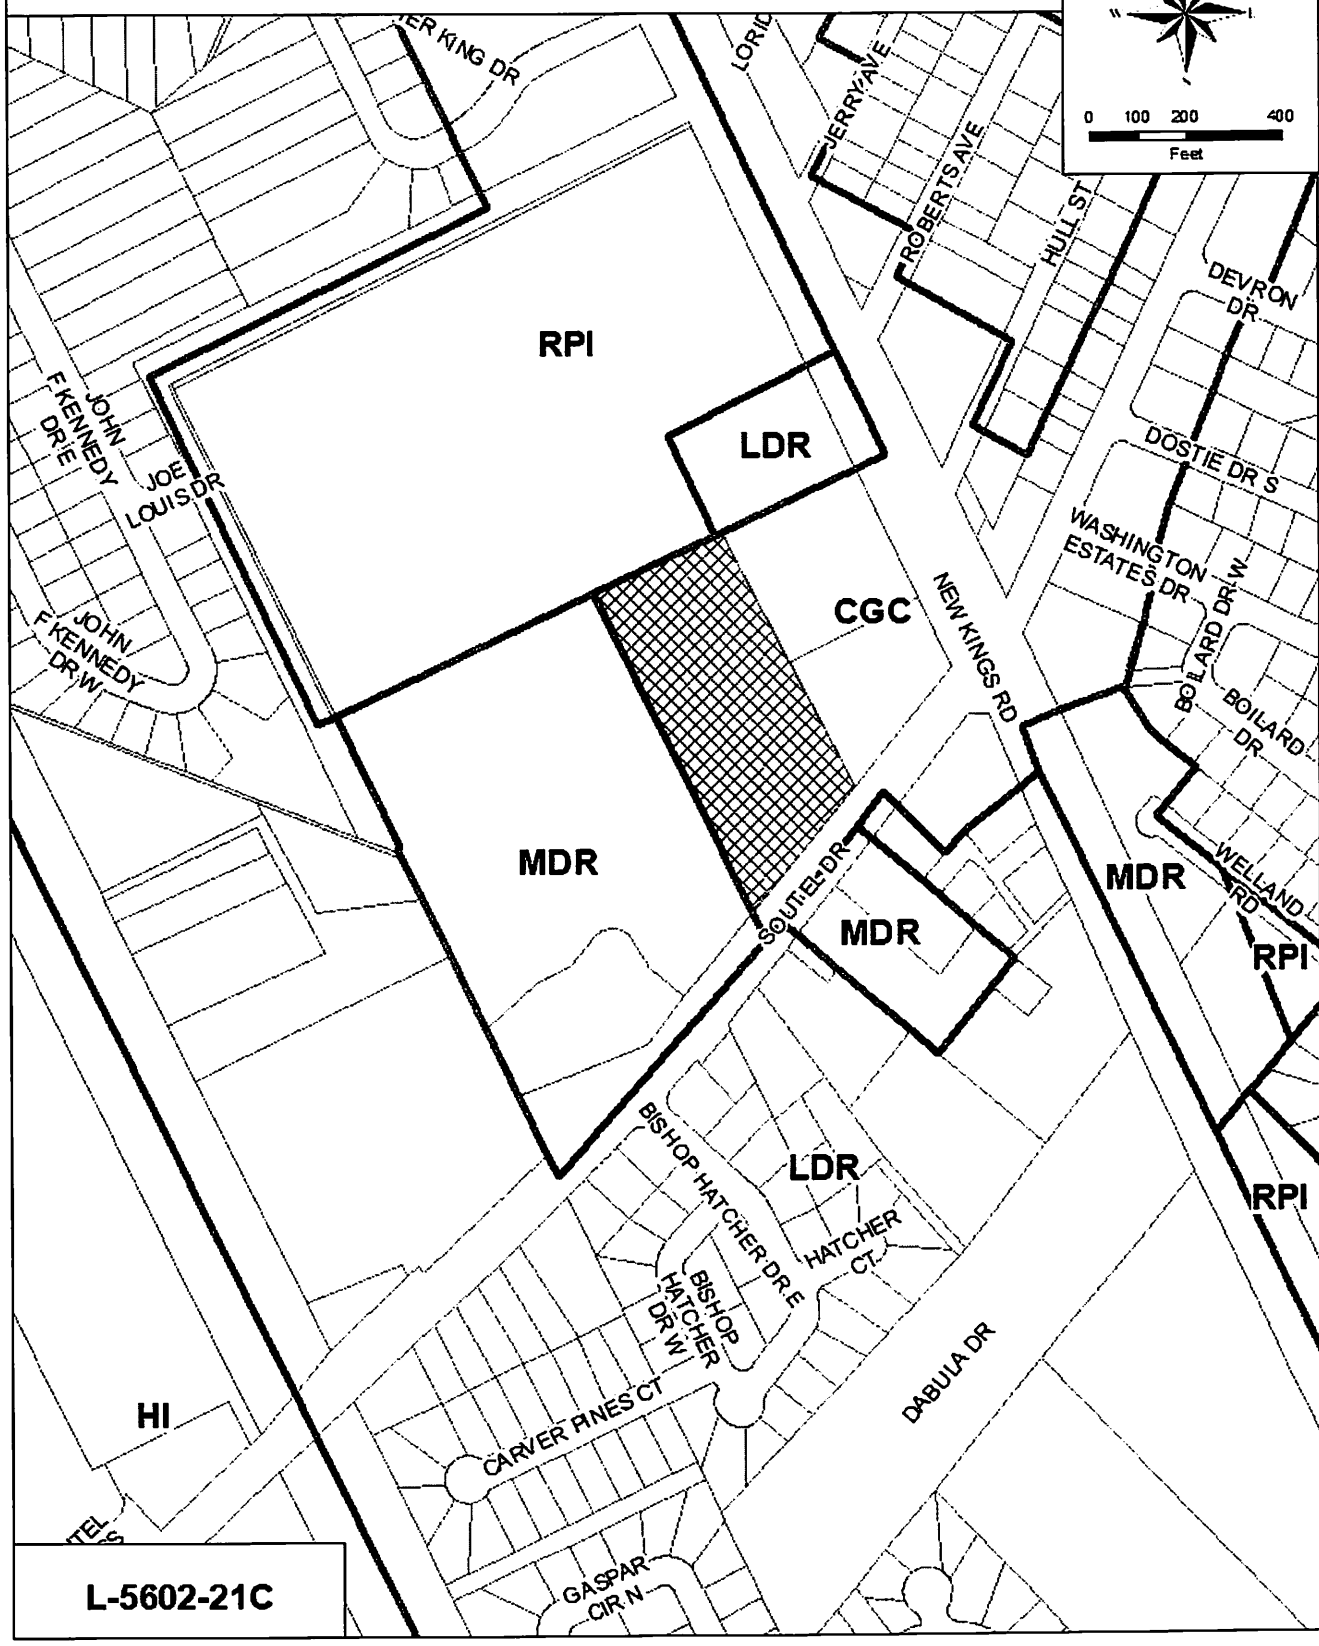 ER KING DR
LORID
JERRY AVE
ROBERTS AVE
HULL ST
W
0 100 200 400
Feet
DEVRON
DR
RPI
LDR
JOHN
F KENNEDY
DR E
JOE
LOUIS DR
DOSTIE DR S
WASHINGTON
ESTATES DR
BOILARD DR W
BOILARD
DR
NEW KINGS RD
CGC
JOHN
F KENNEDY
DR W
MDR
SOUTEL DR
MDR
MDR
WELLAND
RD
RPI
BISHOP HATCHER DR E
LDR
HATCHER
CT
RPI
BISHOP
HATCHER
DR W
DABULA DR
CARVER PINES CT
HI
TEL
GASPAR
CIR N
L-5602-21C